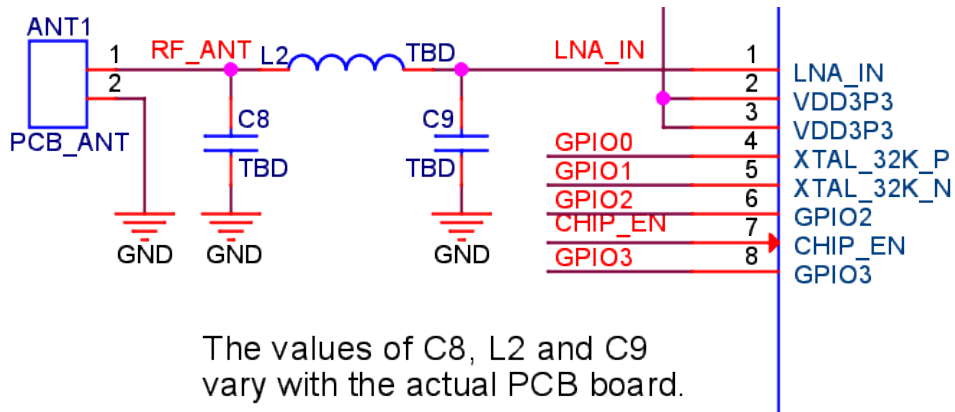 ANT1
1
RF_ANT
L2
TBD
LNA_IN
1
LNA_IN
2
2
VDD3P3
3
VDD3P3
PCB_ANT
C8
TBD
C9
TBD
GPIO0
4
XTAL_32K_P
GPIO1
5
XTAL_32K_N
GPIO2
6
GPIO2
CHIP_EN
7
CHIP_EN
GPIO3
8
GPIO3
GND
GND
GND
The values of C8, L2 and C9
vary with the actual PCB board.